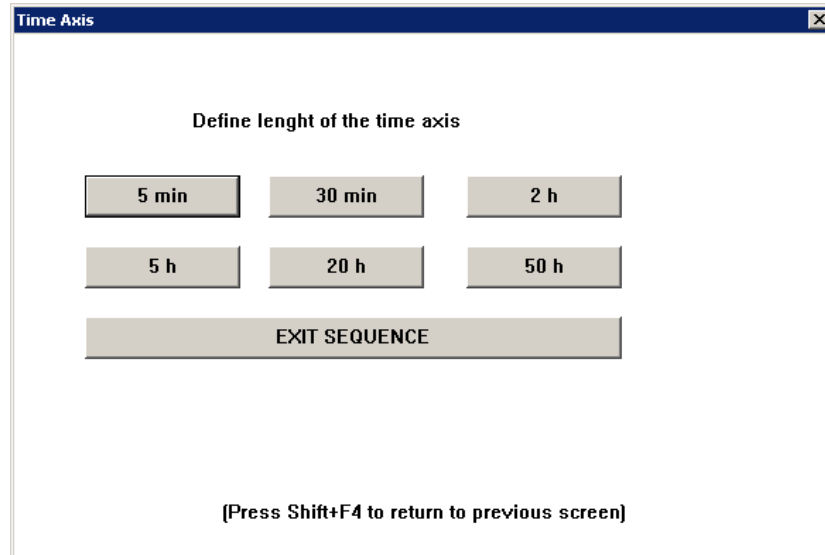 Time Axis
Define lenght of the time axis
5 min 30 min 2 h
5 h 20 h 50 h
EXIT SEQUENCE
(Press Shift+F4 to return to previous screen)